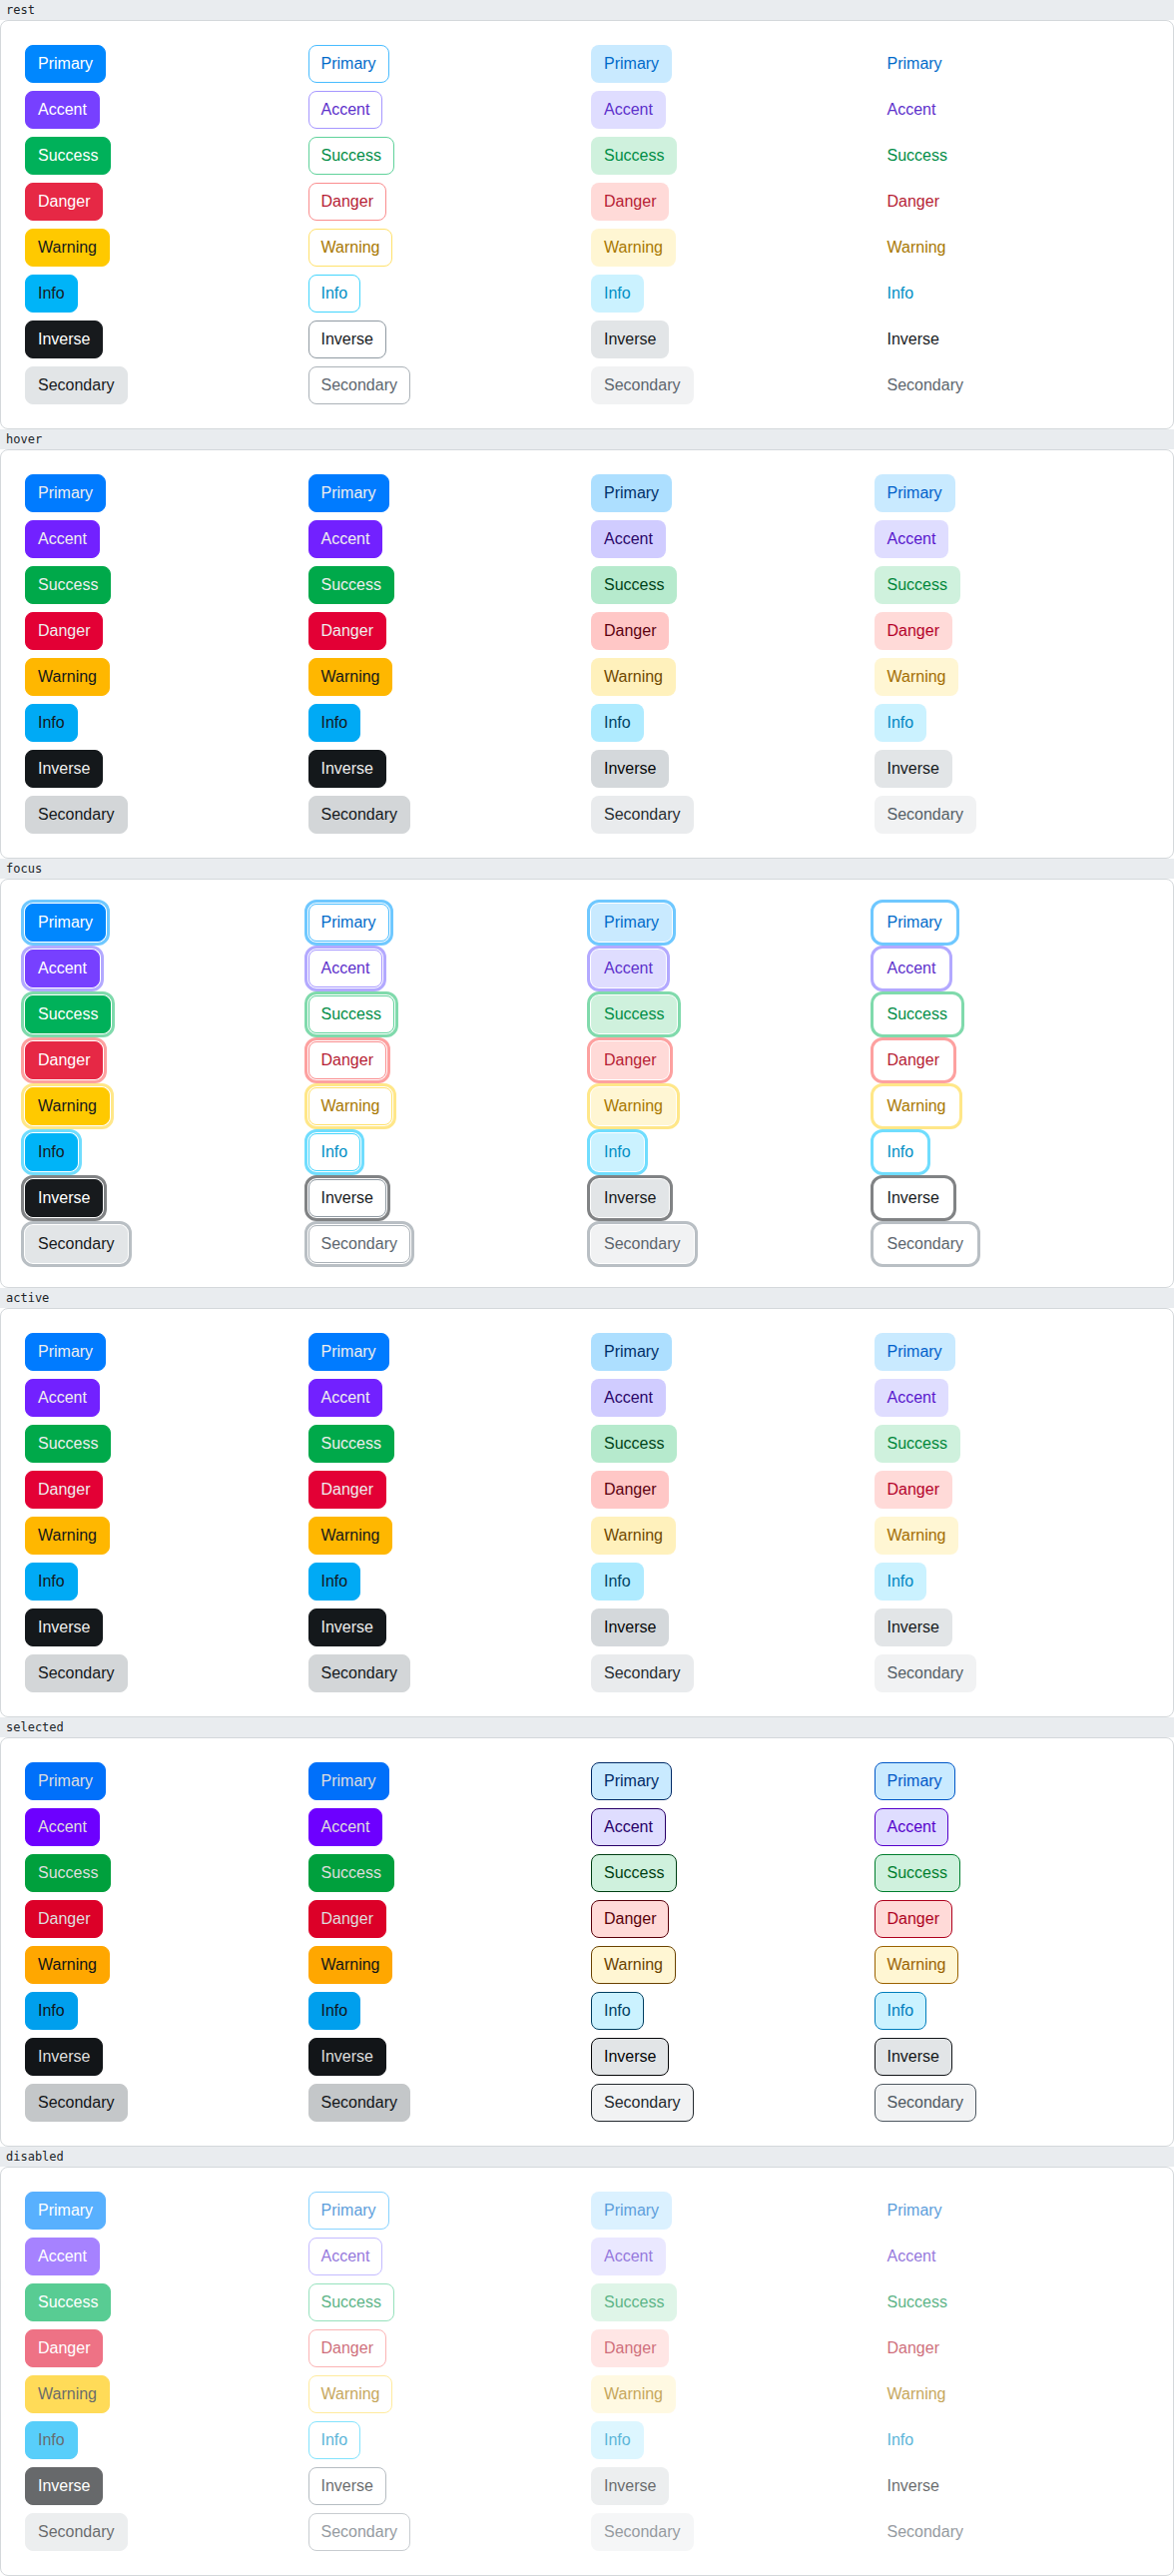 rest
Primary Primary Primary Primary
Accent Accent Accent Accent
Success Success Success Success
Danger Danger Danger Danger
Warning Warning Warning Warning
Info Info Info Info
Inverse Inverse Inverse Inverse
Secondary Secondary Secondary Secondary
hover
Primary Primary Primary Primary
Accent Accent Accent Accent
Success Success Success Success
Danger Danger Danger Danger
Warning Warning Warning Warning
Info Info Info Info
Inverse Inverse Inverse Inverse
Secondary Secondary Secondary Secondary
focus
Primary Primary Primary Primary
Accent Accent Accent Accent
Success Success Success Success
Danger Danger Danger Danger
Warning Warning Warning Warning
Info Info Info Info
Inverse Inverse Inverse Inverse
Secondary Secondary Secondary Secondary
active
Primary Primary Primary Primary
Accent Accent Accent Accent
Success Success Success Success
Danger Danger Danger Danger
Warning Warning Warning Warning
Info Info Info Info
Inverse Inverse Inverse Inverse
Secondary Secondary Secondary Secondary
selected
Primary Primary Primary Primary
Accent Accent Accent Accent
Success Success Success Success
Danger Danger Danger Danger
Warning Warning Warning Warning
Info Info Info Info
Inverse Inverse Inverse Inverse
Secondary Secondary Secondary Secondary
disabled
Primary Primary Primary Primary
Accent Accent Accent Accent
Success Success Success Success
Danger Danger Danger Danger
Warning Warning Warning Warning
Info Info Info Info
Inverse Inverse Inverse Inverse
Secondary Secondary Secondary Secondary